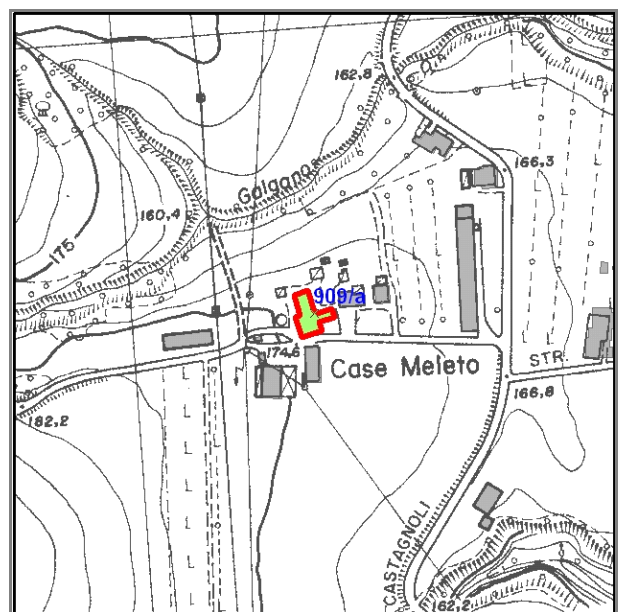 162,8
166,3
Galgano
160,4
175
909/a
174,6
Case Meleto
STR.
182,2
166,8
CASTAGNOLI
162,2